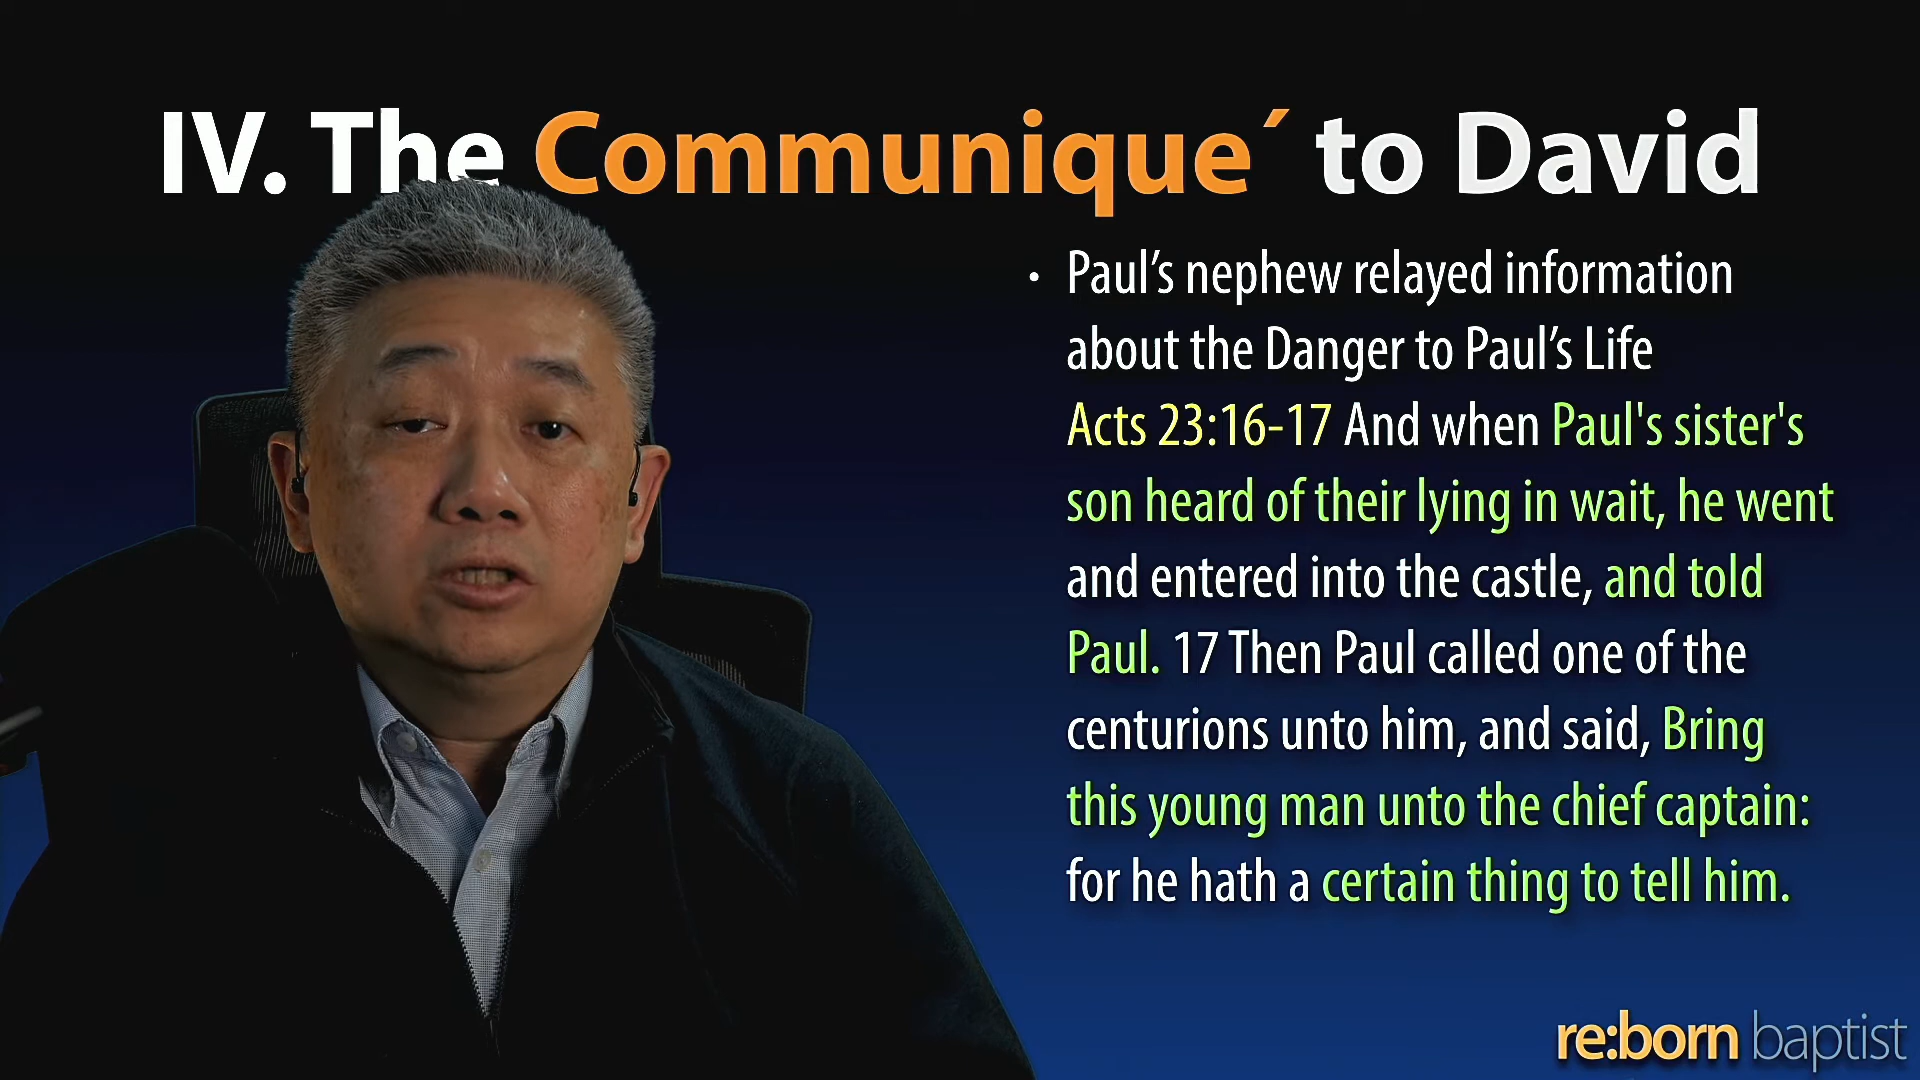 IV. The Communique´ to David
• Paul’s nephew relayed information
about the Danger to Paul’s Life
Acts 23:16-17 And when Paul's sister's
son heard of their lying in wait, he went
and entered into the castle, and told
Paul. 17 Then Paul called one of the
centurions unto him, and said, Bring
this young man unto the chief captain:
for he hath a certain thing to tell him.
re:born baptist